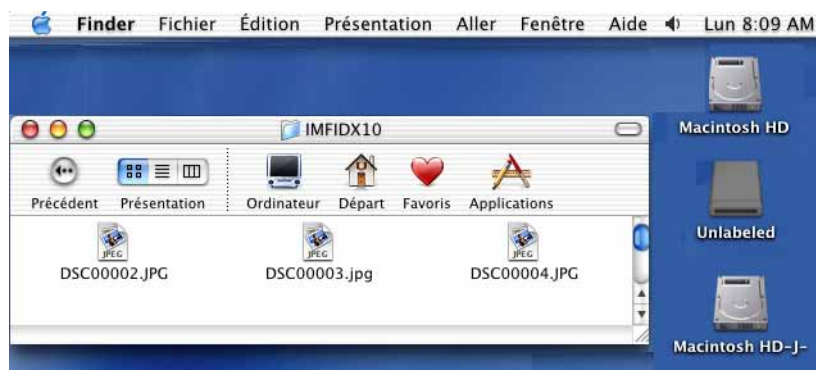 Finder Fichier Édition Présentation Aller Fenêtre Aide Lun 8:09 AM
IMFIDX10
Macintosh HD
Précédent Présentation Ordinateur Départ Favoris Applications
Unlabeled
JPEG JPEG JPEG
DSC00002.JPG DSC00003.jpg DSC00004.JPG
Macintosh HD-J-